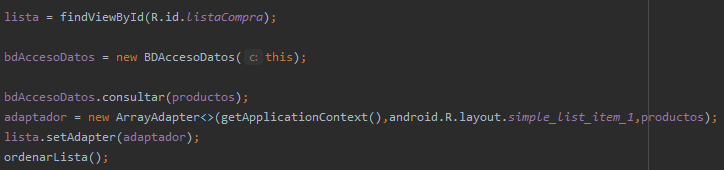 lista = findViewById(R.id.listaCompra);
bdAccesoDatos = new BDAccesoDatos( c: this);
bdAccesoDatos.consultar(productos);
adaptador = new ArrayAdapter<>(getApplicationContext(),android.R.layout.simple_list_item_1,productos);
lista.setAdapter(adaptador);
ordenarLista();